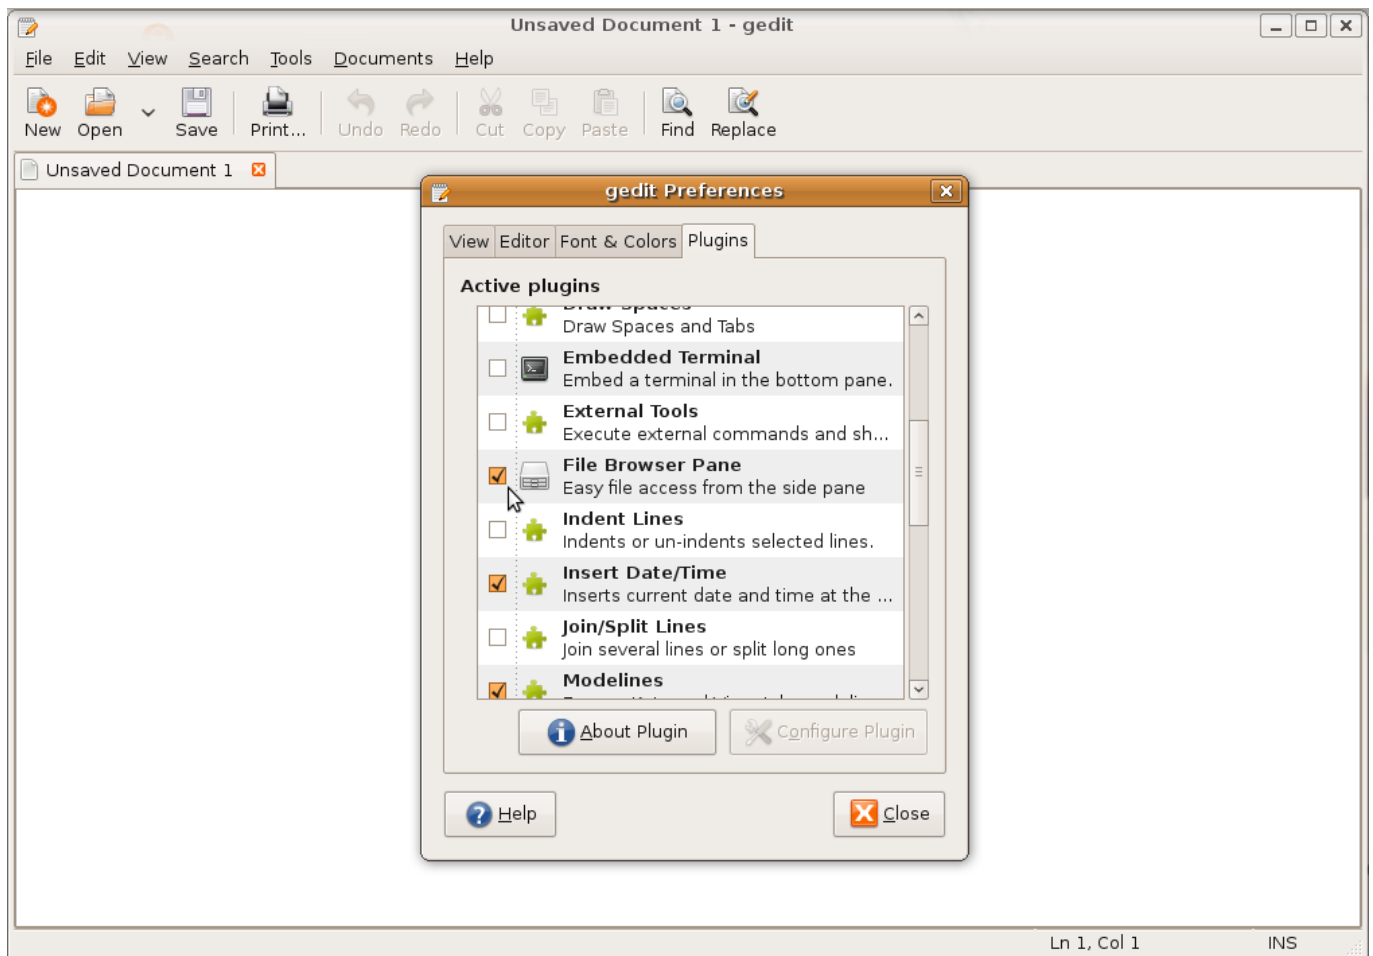 Unsaved Document 1 - gedit
File Edit View Search Tools Documents Help
New Open Save Print... Undo Redo Cut Copy Paste Find Replace
Unsaved Document 1
gedit Preferences
View Editor Font & Colors Plugins
Active plugins
Draw Spaces
Draw Spaces and Tabs
Embedded Terminal
Embed a terminal in the bottom pane.
External Tools
Execute external commands and sh...
File Browser Pane
Easy file access from the side pane
Indent Lines
Indents or un-indents selected lines.
Insert Date/Time
Inserts current date and time at the ...
Join/Split Lines
Join several lines or split long ones
Modelines
About Plugin Configure Plugin
Help Close
Ln 1, Col 1 INS